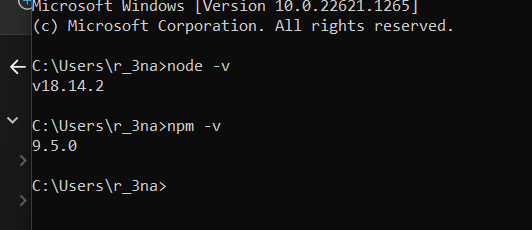 Microsoft Windows [Version 10.0.22621.1265]
(c) Microsoft Corporation. All rights reserved.
C:\Users\r_3na>node -v
v18.14.2
C:\Users\r_3na>npm -v
9.5.0
C:\Users\r_3na>